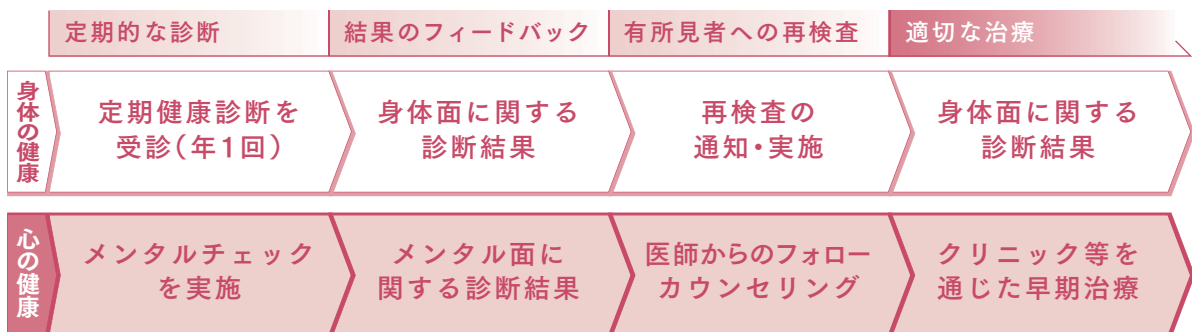 定期的な診断
結果のフィードバック
有所見者への再検査
適切な治療
身体の健康
定期健康診断を
受診(年1回)
身体面に関する
診断結果
再検査の
通知・実施
身体面に関する
診断結果
心の健康
メンタルチェック
を実施
メンタル面に
関する診断結果
医師からのフォロー
カウンセリング
クリニック等を
通じた早期治療